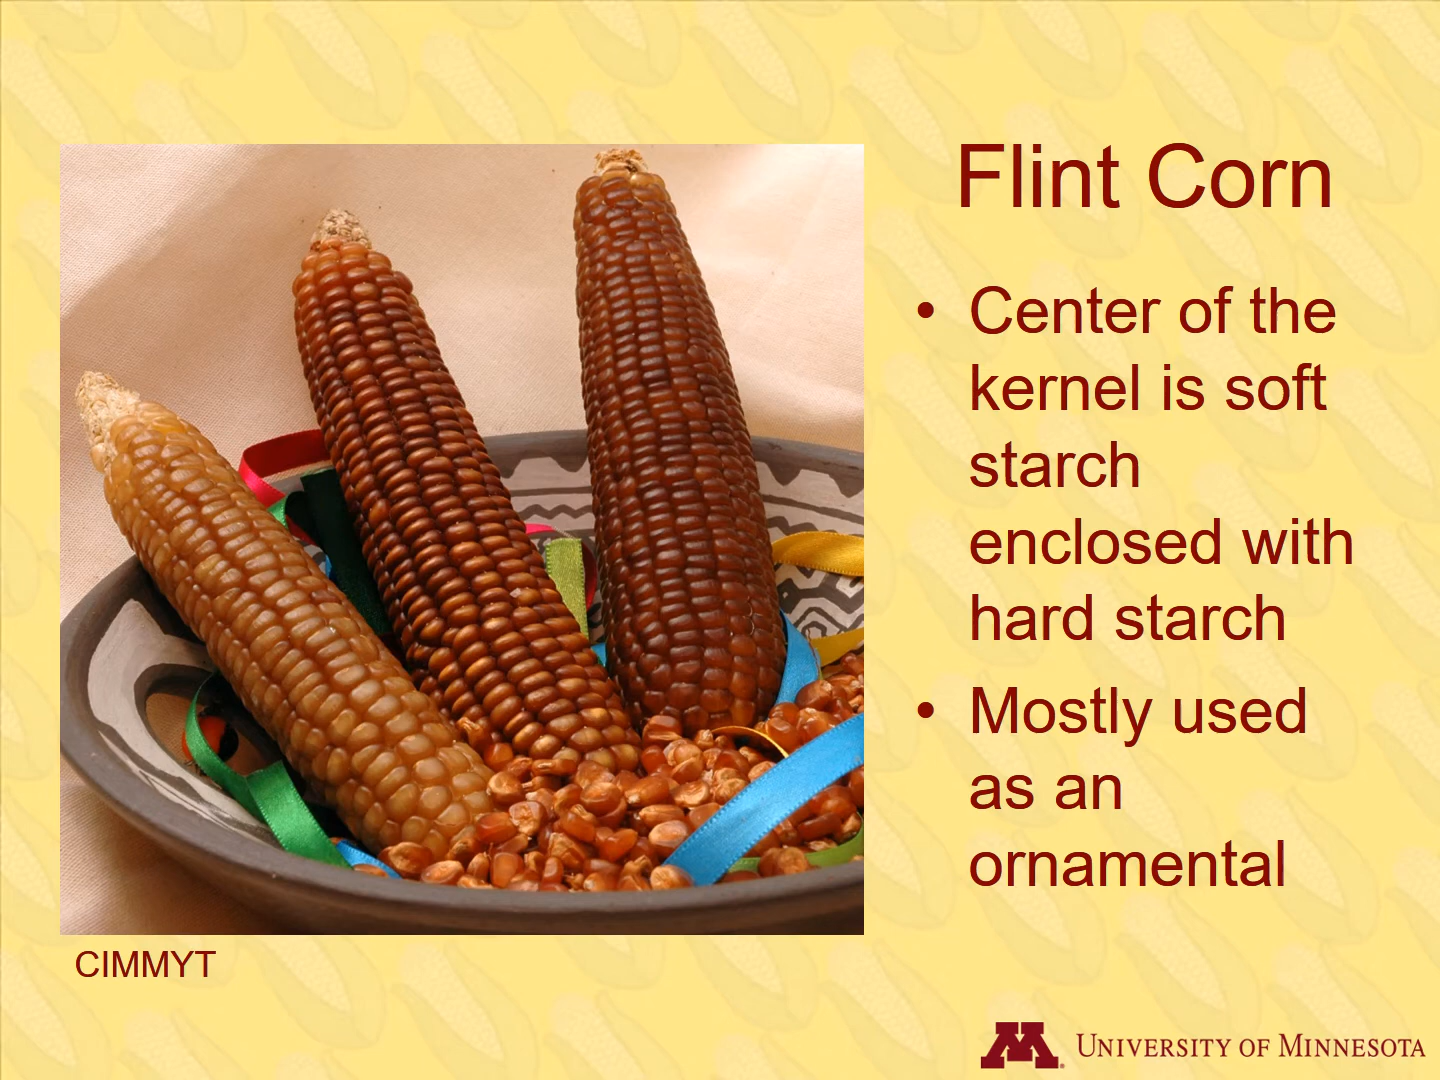 Flint Corn
• Center of the
kernel is soft
starch
enclosed with
hard starch
• Mostly used
as an
ornamental
CIMMYT
M
UNIVERSITY OF MINNESOTA